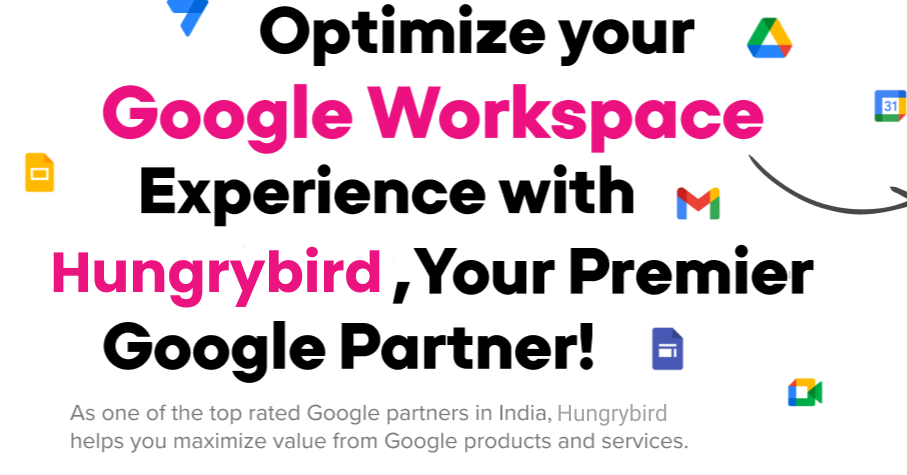 Optimize your
Google Workspace
31
Experience with
Hungrybird ,Your Premier
Google Partner!
As one of the top rated Google partners in India, Hungrybird
helps you maximize value from Google products and services.